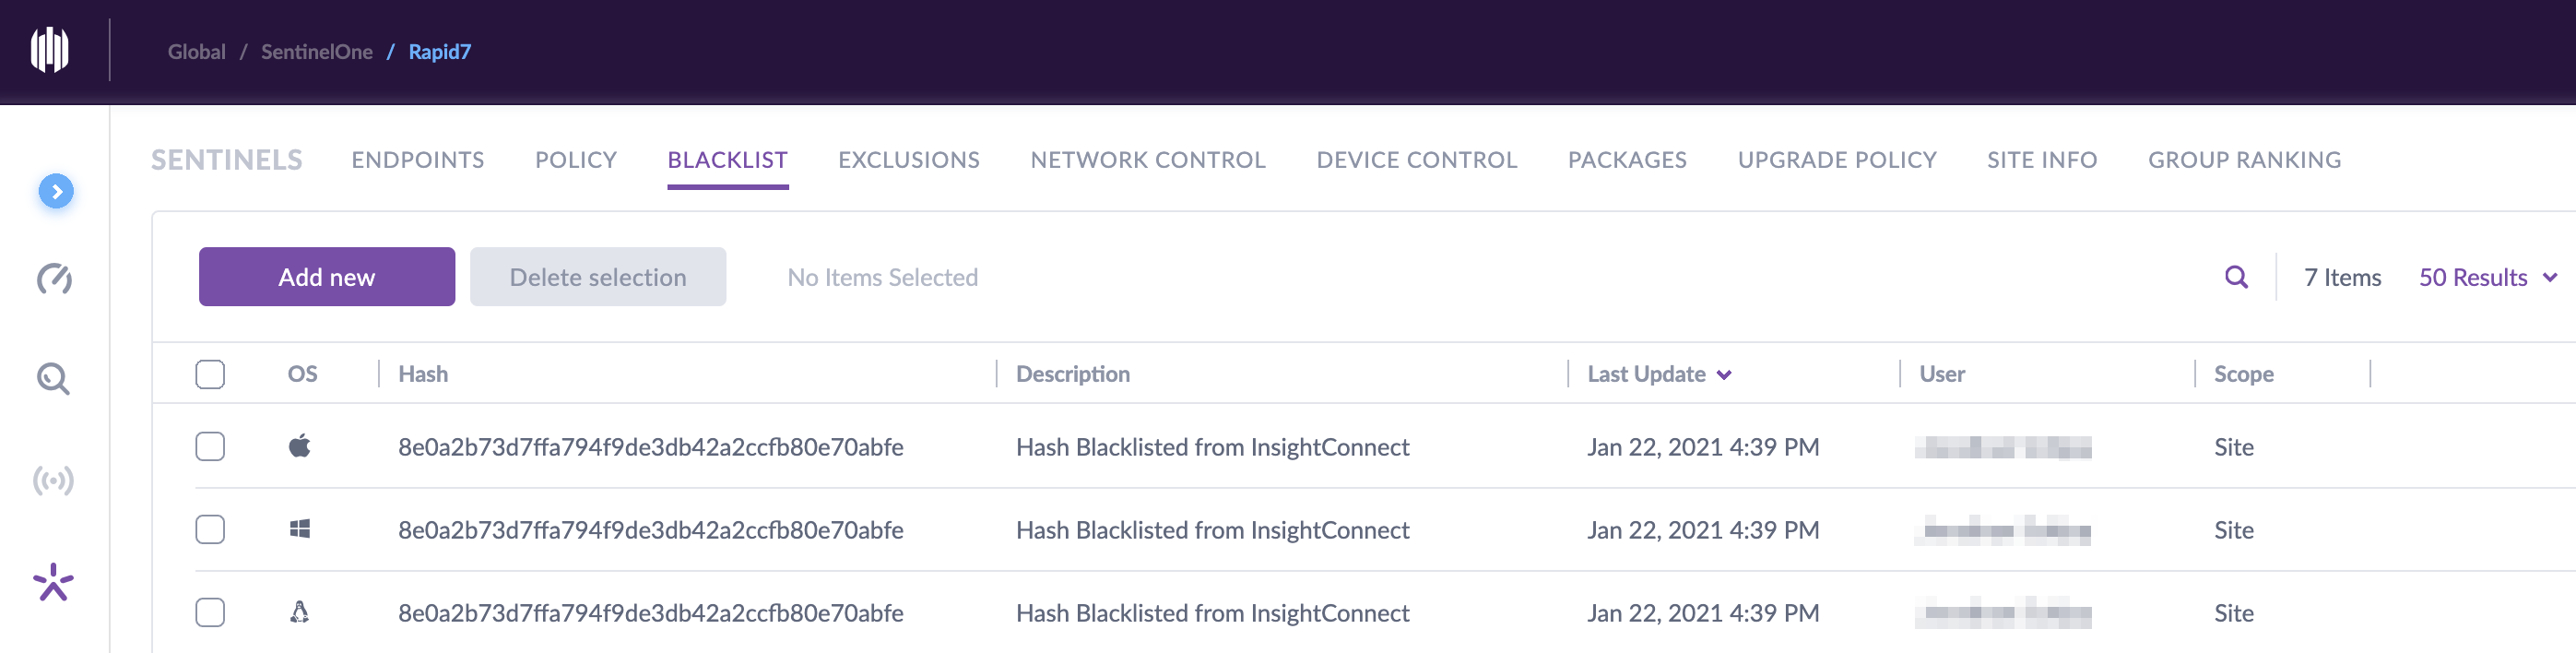 Global / SentinelOne / Rapid7
SENTINELS ENDPOINTS POLICY BLACKLIST EXCLUSIONS NETWORK CONTROL DEVICE CONTROL PACKAGES UPGRADE POLICY SITE INFO GROUP RANKING
Add new Delete selection No Items Selected 7 Items 50 Results
OS Hash Description Last Update User Scope
8e0a2b73d7ffa794f9de3db42a2ccfb80e70abfe Hash Blacklisted from InsightConnect Jan 22, 2021 4:39 PM Site
8e0a2b73d7ffa794f9de3db42a2ccfb80e70abfe Hash Blacklisted from InsightConnect Jan 22, 2021 4:39 PM Site
8e0a2b73d7ffa794f9de3db42a2ccfb80e70abfe Hash Blacklisted from InsightConnect Jan 22, 2021 4:39 PM Site